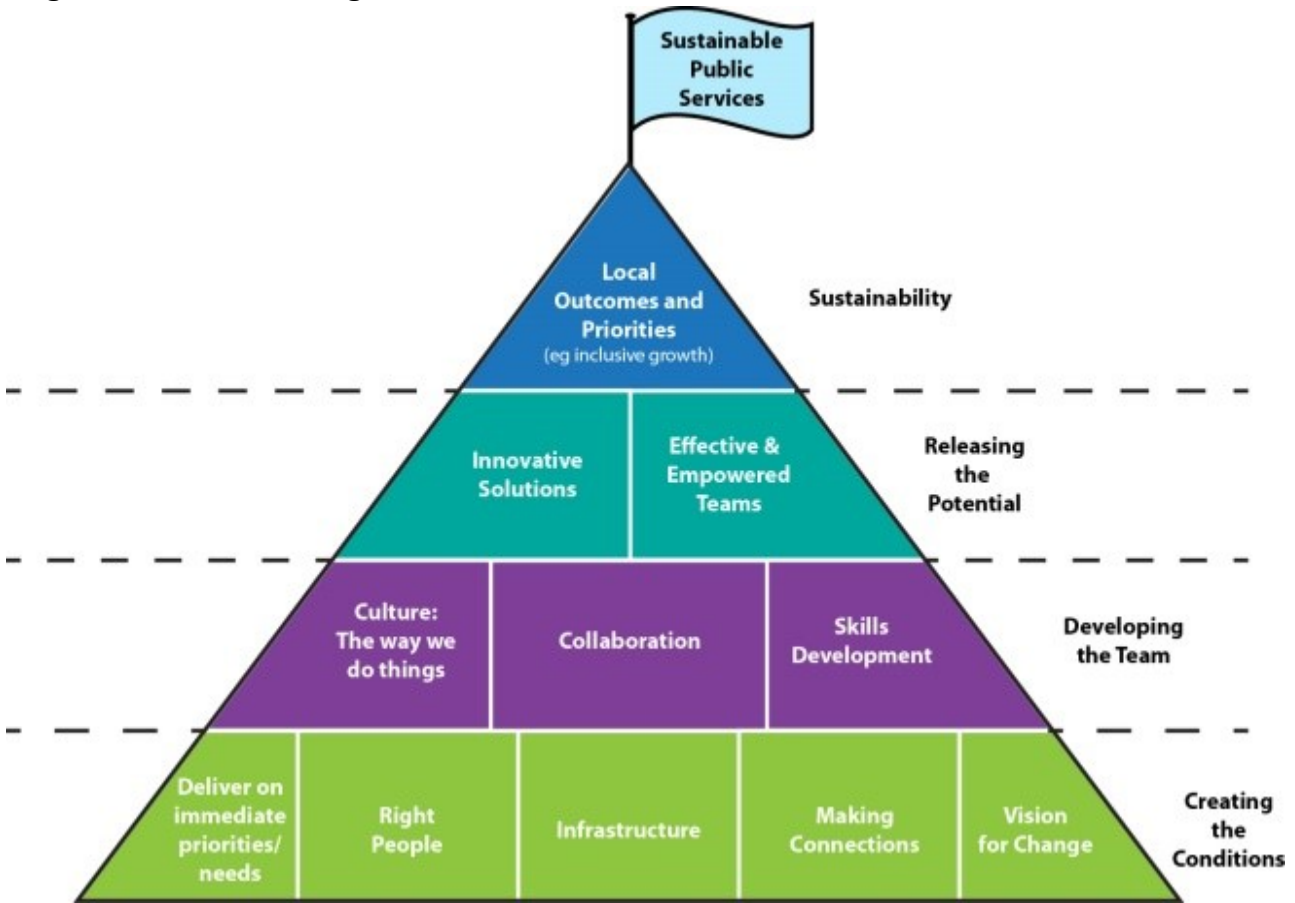 Sustainable
Public
Services
Local
Outcomes and
Priorities
(eg inclusive growth)
Sustainability
Innovative
Solutions
Effective &
Empowered
Teams
Releasing
the
Potential
Culture:
The way we
do things
Collaboration
Skills
Development
Developing
the Team
Deliver on
immediate
priorities/
needs
Right
People
Infrastructure
Making
Connections
Vision
for Change
Creating
the
Conditions